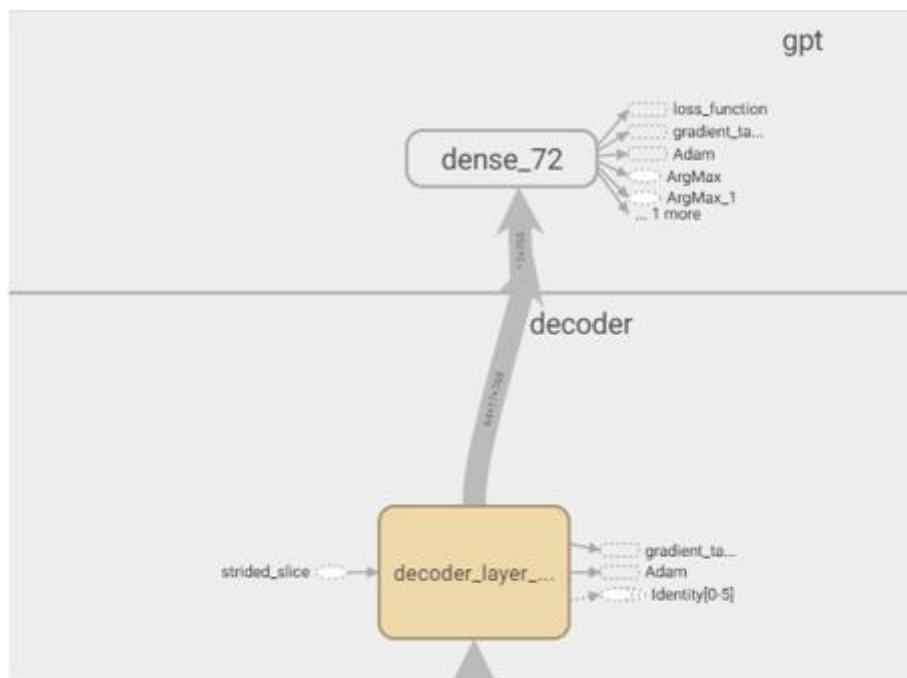 gpt
loss_function
gradient_ta...
dense_72
Adam
ArgMax
ArgMax_1
... 1 more
decoder
gradient_ta...
strided_slice
decoder_layer_...
Adam
Identity[0-5]